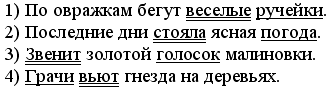 1) По овражкам бегут веселые ручейки.
2) Последние дни стояла ясная погода.
3) Звенит золотой голосок малиновки.
4) Грачи вьют гнезда на деревьях.